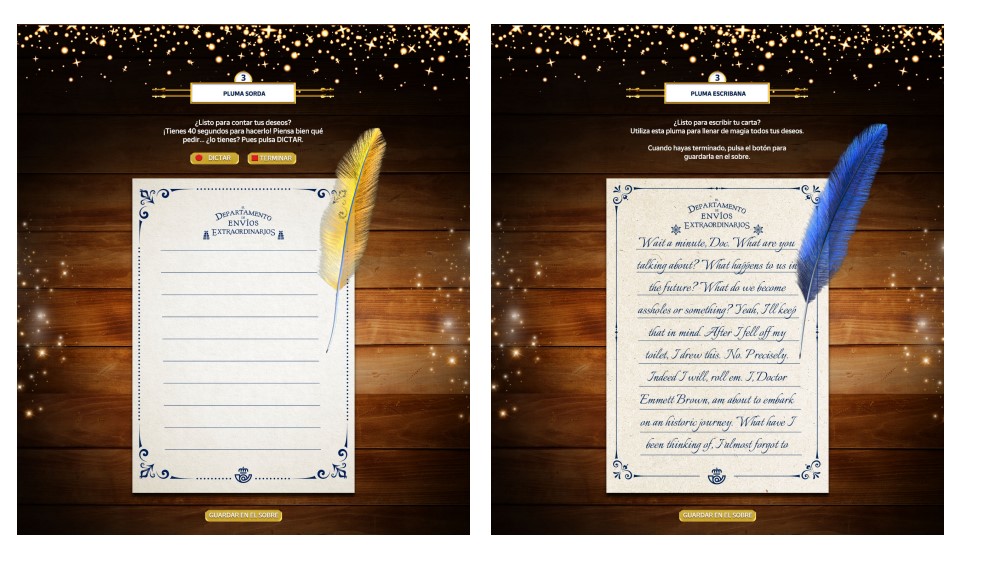 3
PLUMA SORDA
¿Listo para contar tus deseos?
¡Tienes 40 segundos para hacerlo! Piensa bien qué
pedir... ¿lo tienes? Pues pulsa DICTAR.
DICTAR
TERMINAR
EL
DEPARTAMENTO
DE
ENVÍOS
EXTRAORDINARIOS
GUARDAR EN EL SOBRE
3
PLUMA ESCRIBANA
¿Listo para escribir tu carta?
Utiliza esta pluma para llenar de magia todos tus deseos.
Cuando hayas terminado, pulsa el botón para
guardarla en el sobre.
EL
DEPARTAMENTO
DE
ENVÍOS
EXTRAORDINARIOS
Wait a minute, Doc. What are you
talking about? What happens to us in
the future? What do we become
assholes or something? Yeah, I'll keep
that in mind. After I fell off my
toilet, I drew this. No. Precisely.
Indeed I will, roll em. I, Doctor
Emmett Brown, am about to embark
on an historic journey. What have I
been thinking of, I almost forgot to
GUARDAR EN EL SOBRE